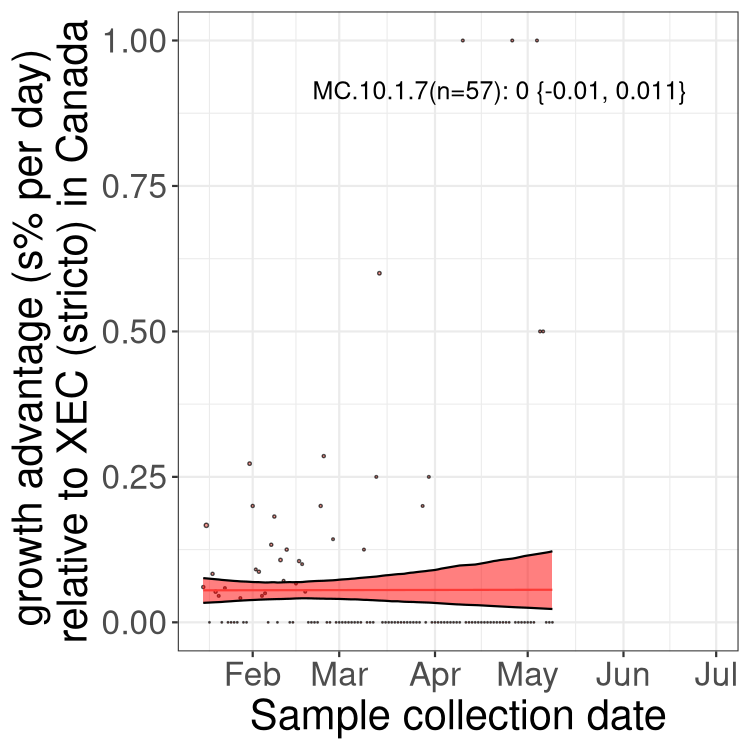 growth advantage (s% per day)
relative to XEC (stricto) in Canada
1.00
0.75
0.50
0.25
0.00
MC.10.1.7(n=57): 0 {-0.01, 0.011}
Feb Mar Apr May Jun Jul
Sample collection date